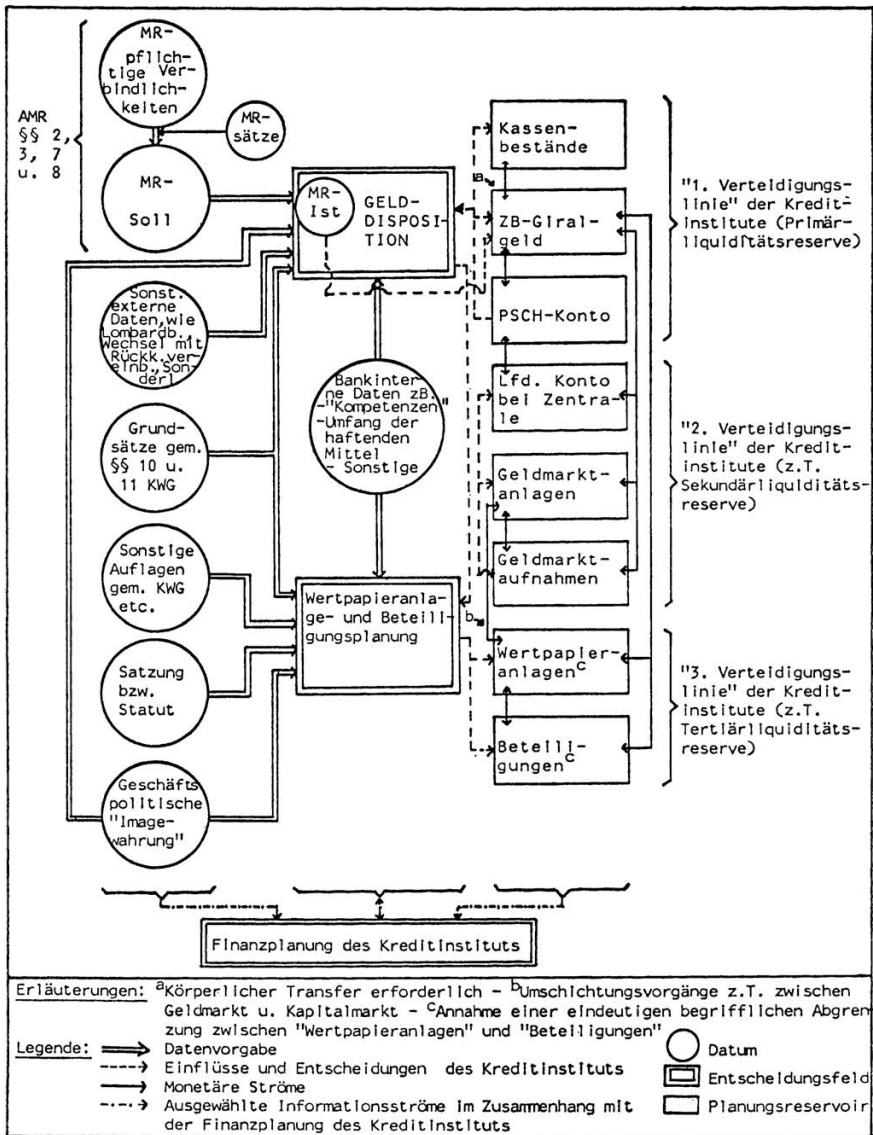 MR-
pflich-
tige Ver-
bindlich-
keiten
AMR
§§ 2,
3, 7
u. 8
MR-
sätze
MR-
Soll
MR-
Ist
GELD-
DISPOSI-
TION
Sonst.
externe
Daten,wie
Lombardb.
Wechsel mit
Rückk.ver-
einb.,Son-
derl
Grund-
sätze gem.
§§ 10 u.
11 KWG
Sonstige
Auflagen
gem. KWG
etc.
Satzung
bzw.
Statut
Geschäfts
politische
"Image-
wahrung"
Bankinter-
ne Daten zB.
-"Kompetenzen"
-Umfang der
haftenden
Mittel
- Sonstige
Wertpapieranla-
ge- und Beteili-
gungsplanung
a
b
Kassen-
bestände
ZB-Giral-
geld
PSCH-Konto
Lfd. Konto
bei Zentra-
le
Geldmarkt-
anlagen
Geldmarkt-
aufnahmen
Wertpapier-
anlagen c
Beteili-
gungen c
"1. Verteidigungs-
linie" der Kredit-
institute (Primär-
liquiditätsreserve)
"2. Verteidigungs-
linie" der Kredit-
institute (z.T.
Sekundärliquiditäts-
reserve)
"3. Verteidigungs-
linie" der Kredit-
institute (z.T.
Tertiärliquiditäts-
reserve)
Finanzplanung des Kreditinstituts
Erläuterungen: a Körperlicher Transfer erforderlich - b Umschichtungsvorgänge z.T. zwischen
Geldmarkt u. Kapitalmarkt - c Annahme einer eindeutigen begrifflichen Abgren
zung zwischen "Wertpapieranlagen" und "Beteiligungen"
Legende:
Datenvorgabe
Einflüsse und Entscheidungen des Kreditinstituts
Monetäre Ströme
Ausgewählte Informationsströme im Zusammenhang mit
der Finanzplanung des Kreditinstituts
Datum
Entscheidungsfeld
Planungsreservoir